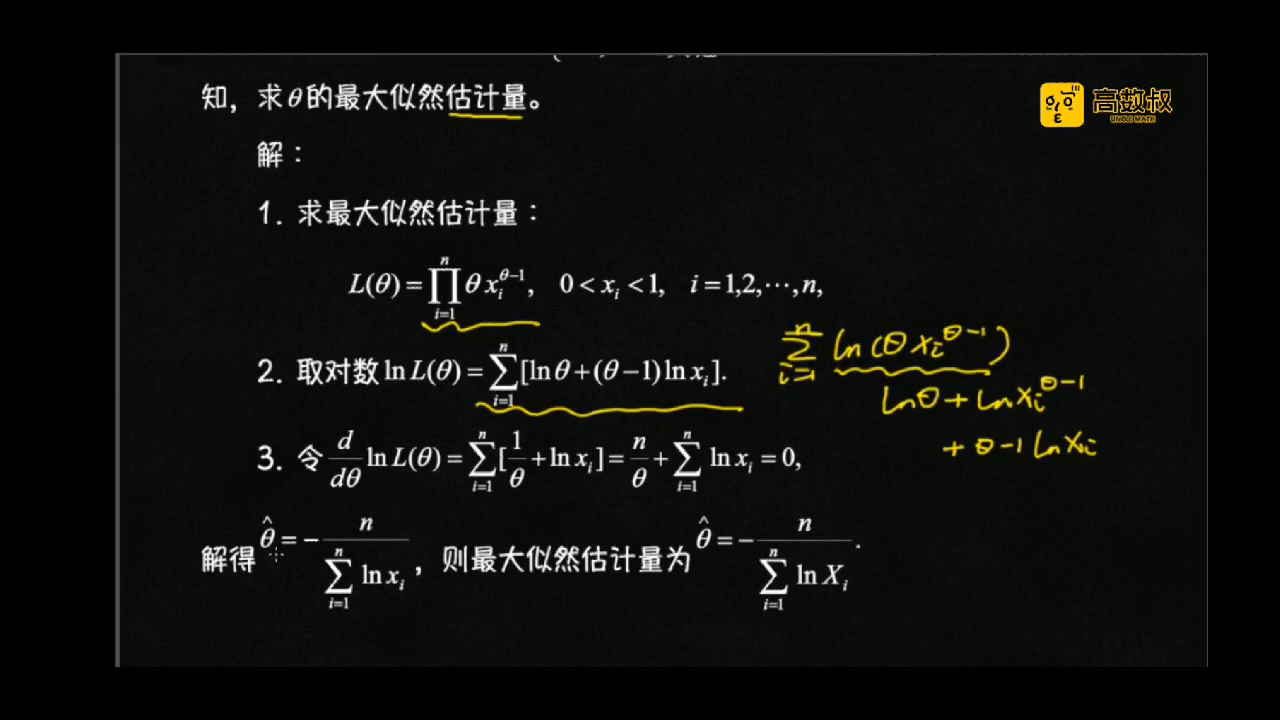 知，求θ的最大似然估计量。
高数叔
UNCLE MATH
解：
1. 求最大似然估计量：
L(θ) = ∏_{i=1}^{n} θ x_i^{θ-1}, 0 < x_i < 1, i = 1,2,⋯,n,
2. 取对数 ln L(θ) = ∑_{i=1}^{n} [ln θ + (θ-1) ln x_i].
∑_{i=1}^{n} ln(θ x_i^{θ-1})
lnθ + ln x_i^{θ-1}
+ θ-1 ln x_i
3. 令 d/dθ ln L(θ) = ∑_{i=1}^{n} [1/θ + ln x_i] = n/θ + ∑_{i=1}^{n} ln x_i = 0,
解得 θ̂ = - n / ∑_{i=1}^{n} ln x_i ，则最大似然估计量为 θ̂ = - n / ∑_{i=1}^{n} ln X_i .